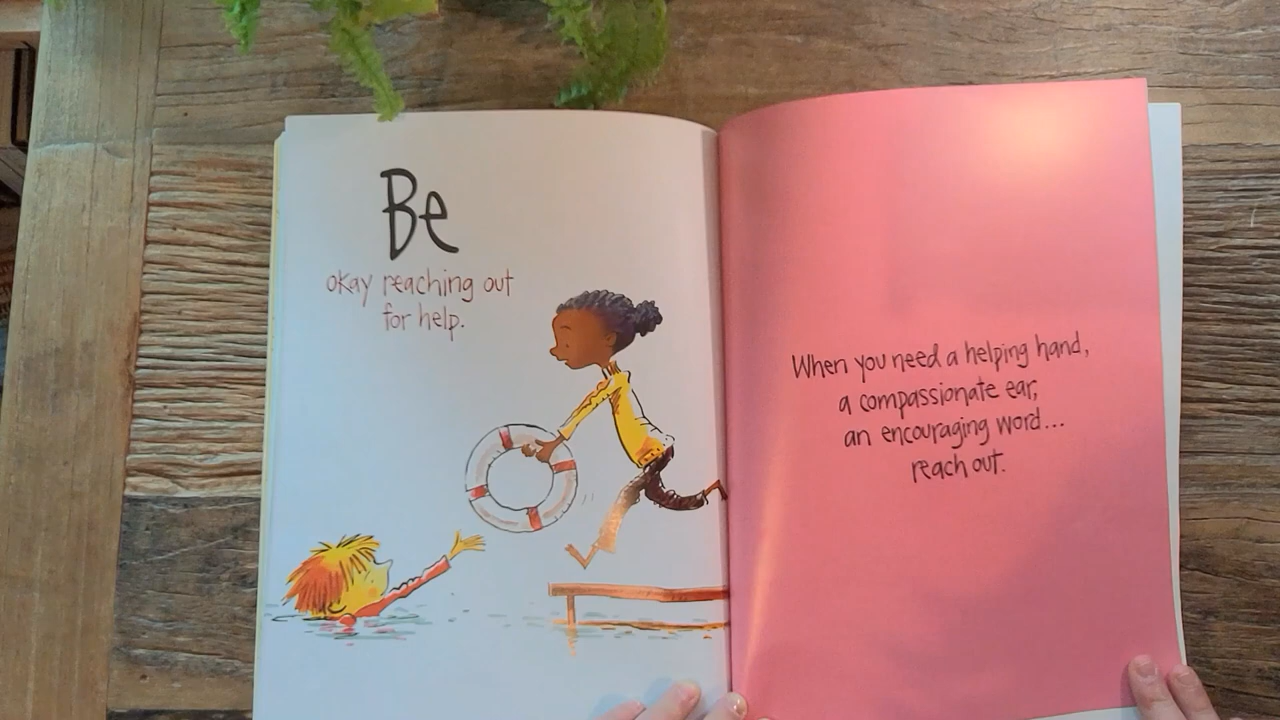 Be
okay reaching out
for help.
When you need a helping hand,
a compassionate ear,
an encouraging word...
reach out.